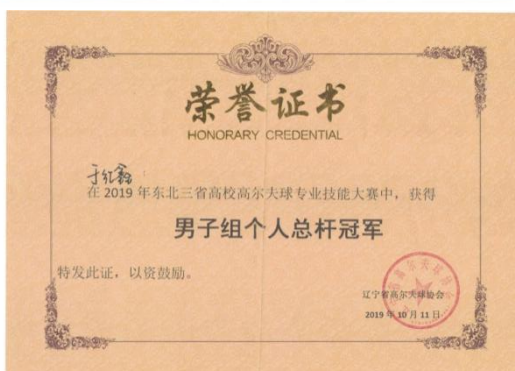 荣誉证书
HONORARY CREDENTIAL
于红鑫
在 2019 年东北三省高校高尔夫球专业技能大赛中，获得
男子组个人总杆冠军
特发此证，以资鼓励。
辽宁省高尔夫球协会
2019 年 10 月 11 日